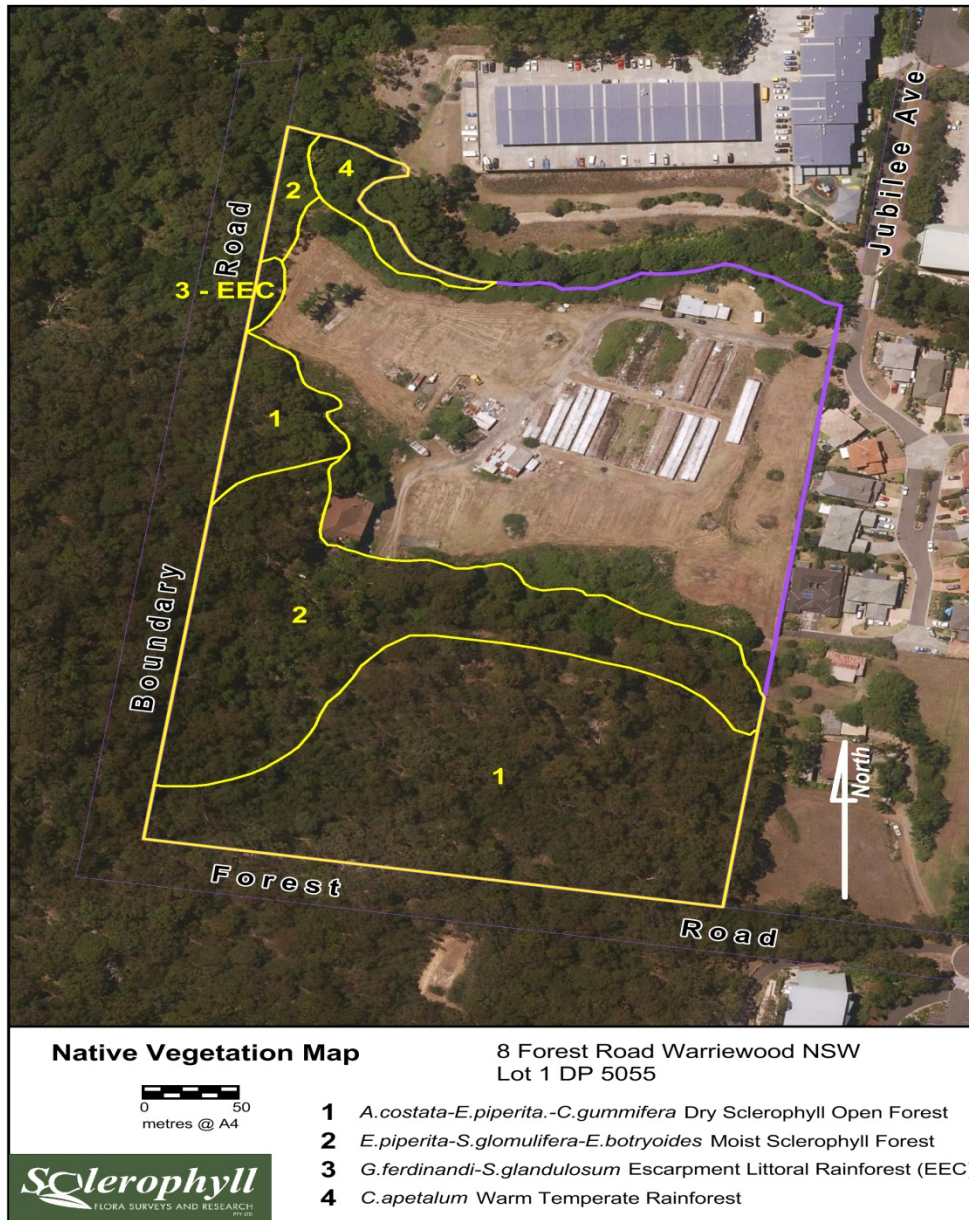 Jubilee Ave
4
2
Road
3 - EEC
1
Boundary
2
1
North
Forest
Road
Native Vegetation Map
8 Forest Road Warriewood NSW
Lot 1 DP 5055
0 50
metres @ A4
1 A.costata-E.piperita.-C.gummifera Dry Sclerophyll Open Forest
2 E.piperita-S.glomulifera-E.botryoides Moist Sclerophyll Forest
3 G.ferdinandi-S.glandulosum Escarpment Littoral Rainforest (EEC)
4 C.apetalum Warm Temperate Rainforest
Sclerophyll
FLORA SURVEYS AND RESEARCH
PTY LTD